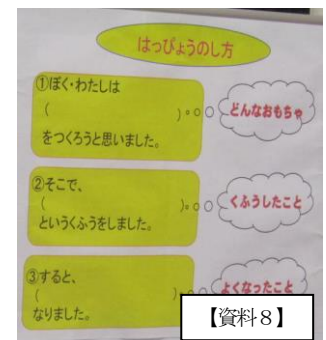 はっぴょうのし方
①ぼく・わたしは
(　　　　　　　)
をつくろうと思いました。
どんなおもちゃ
②そこで、
(　　　　　　　)
というくふうをしました。
くふうしたこと
③すると、
(
なりました。
よくなったこと
【資料８】